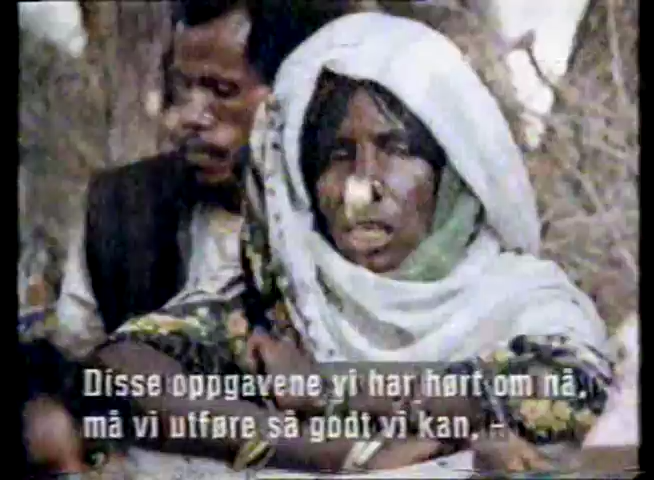 Disse oppgavene vi har hørt om nå,
må vi utføre så godt vi kan, -